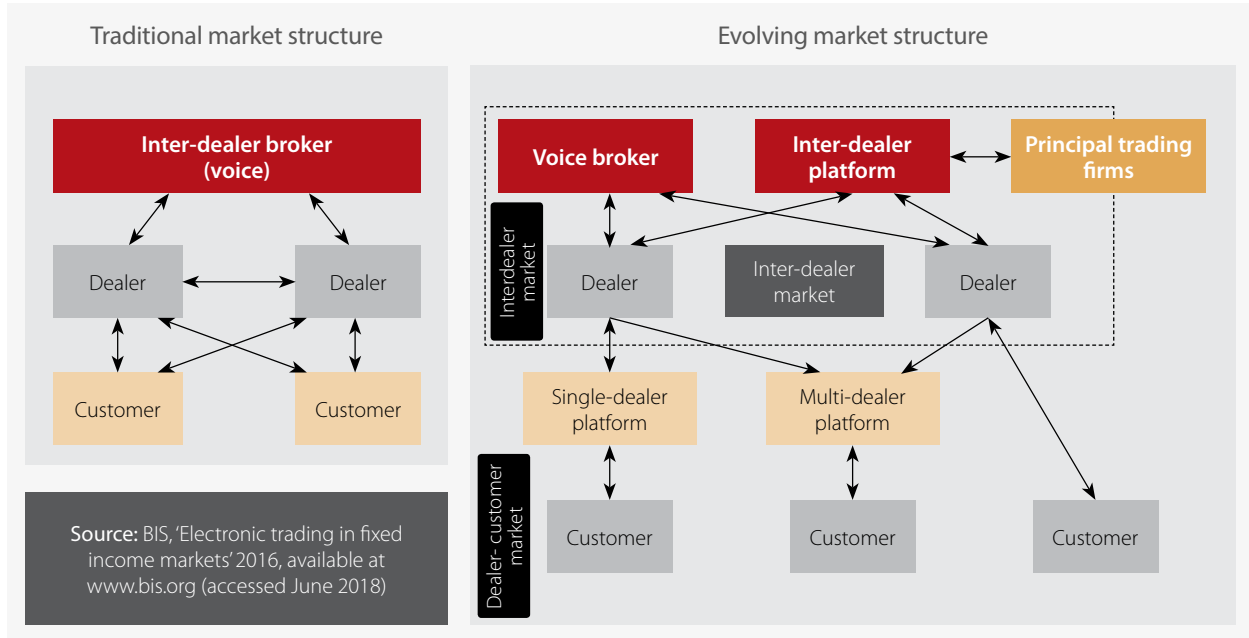 Traditional market structure
Inter-dealer broker
(voice)
Dealer
Dealer
Customer
Customer
Source: BIS, ‘Electronic trading in fixed
income markets’ 2016, available at
www.bis.org (accessed June 2018)
Evolving market structure
Voice broker
Inter-dealer
platform
Principal trading
firms
Interdealer
market
Dealer
Inter-dealer
market
Dealer
Single-dealer
platform
Multi-dealer
platform
Dealer- customer
market
Customer
Customer
Customer